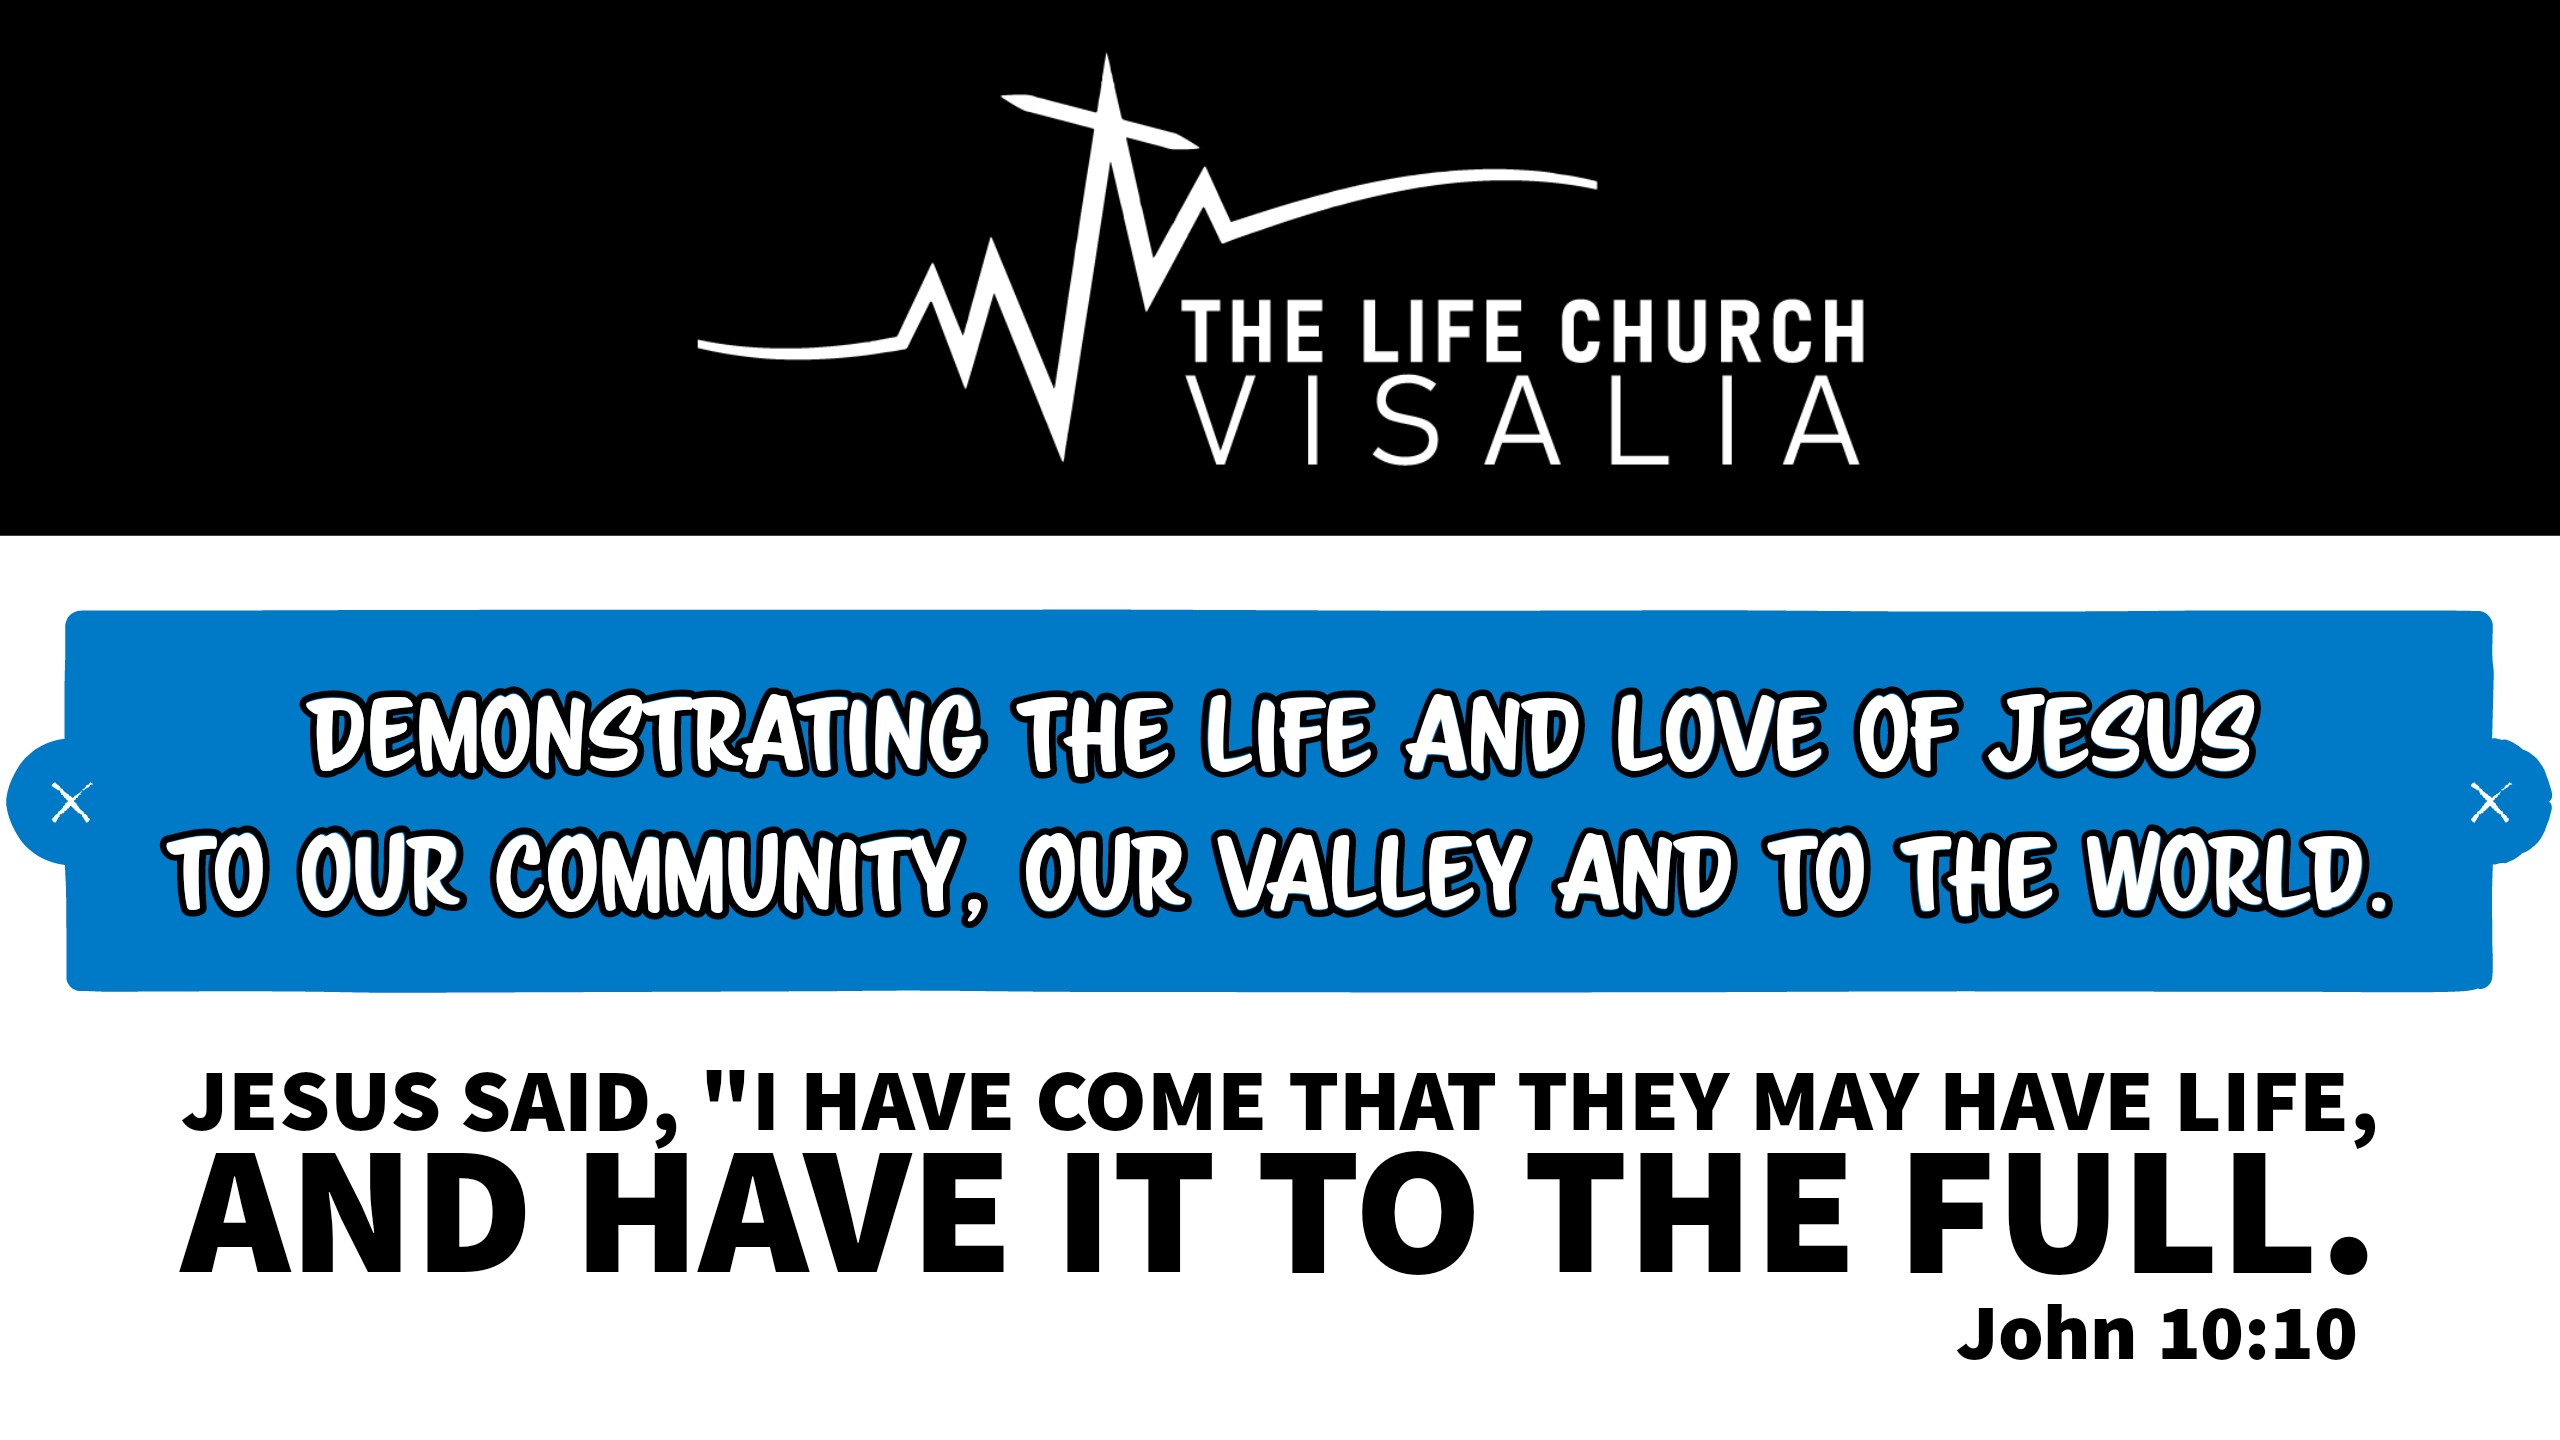 THE LIFE CHURCH
VISALIA
DEMONSTRATING THE LIFE AND LOVE OF JESUS
TO OUR COMMUNITY, OUR VALLEY AND TO THE WORLD.
JESUS SAID, "I HAVE COME THAT THEY MAY HAVE LIFE,
AND HAVE IT TO THE FULL.
John 10:10